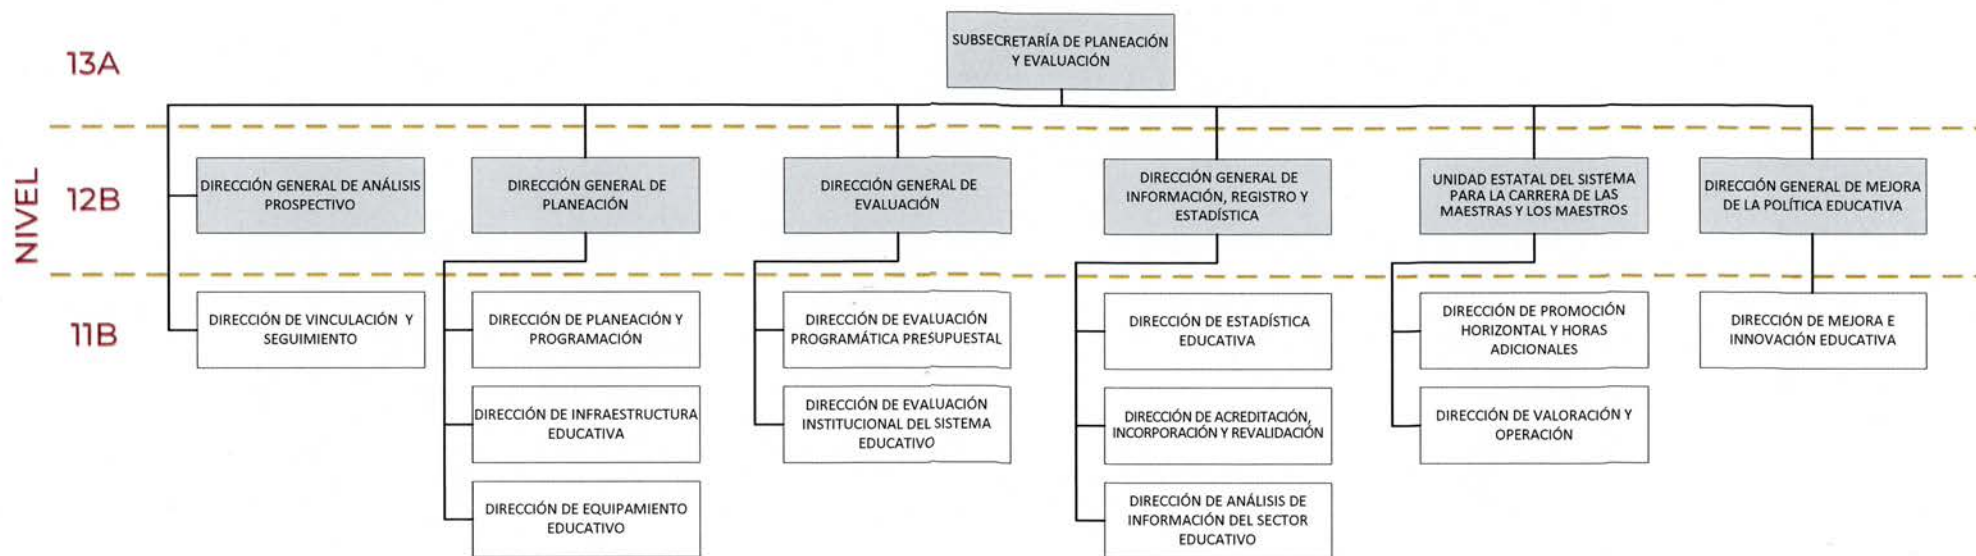 13A
SUBSECRETARÍA DE PLANEACIÓN
Y EVALUACIÓN
NIVEL
12B
DIRECCIÓN GENERAL DE ANÁLISIS
PROSPECTIVO
DIRECCIÓN GENERAL DE
PLANEACIÓN
DIRECCIÓN GENERAL DE
EVALUACIÓN
DIRECCIÓN GENERAL DE
INFORMACIÓN, REGISTRO Y
ESTADÍSTICA
UNIDAD ESTATAL DEL SISTEMA
PARA LA CARRERA DE LAS
MAESTRAS Y LOS MAESTROS
DIRECCIÓN GENERAL DE MEJORA
DE LA POLÍTICA EDUCATIVA
11B
DIRECCIÓN DE VINCULACIÓN Y
SEGUIMIENTO
DIRECCIÓN DE PLANEACIÓN Y
PROGRAMACIÓN
DIRECCIÓN DE EVALUACIÓN
PROGRAMÁTICA PRESUPUESTAL
DIRECCIÓN DE ESTADÍSTICA
EDUCATIVA
DIRECCIÓN DE PROMOCIÓN
HORIZONTAL Y HORAS
ADICIONALES
DIRECCIÓN DE MEJORA E
INNOVACIÓN EDUCATIVA
DIRECCIÓN DE INFRAESTRUCTURA
EDUCATIVA
DIRECCIÓN DE EVALUACIÓN
INSTITUCIONAL DEL SISTEMA
EDUCATIVO
DIRECCIÓN DE ACREDITACIÓN,
INCORPORACIÓN Y REVALIDACIÓN
DIRECCIÓN DE VALORACIÓN Y
OPERACIÓN
DIRECCIÓN DE EQUIPAMIENTO
EDUCATIVO
DIRECCIÓN DE ANÁLISIS DE
INFORMACIÓN DEL SECTOR
EDUCATIVO